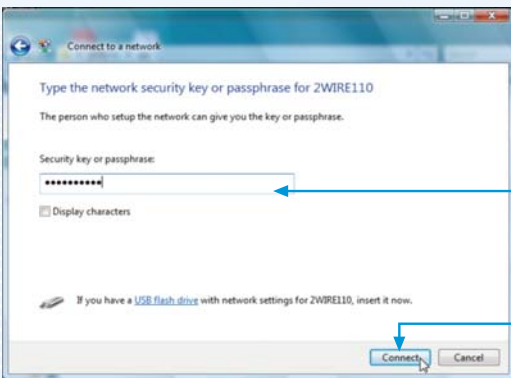 Connect to a network
Type the network security key or passphrase for 2WIRE110
The person who setup the network can give you the key or passphrase.
Security key or passphrase:
••••••••••
Display characters
If you have a USB flash drive with network settings for 2WIRE110, insert it now.
Connect Cancel